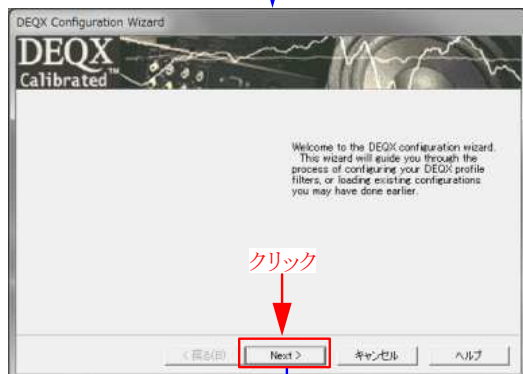 DEQX Configuration Wizard
DEQX
Calibrated™
Welcome to the DEQX configuration wizard.
This wizard will guide you through the
process of configuring your DEQX profile
filters, or loading existing configurations
you may have done earlier.
クリック
< 戻る(B)
Next >
キャンセル
ヘルプ